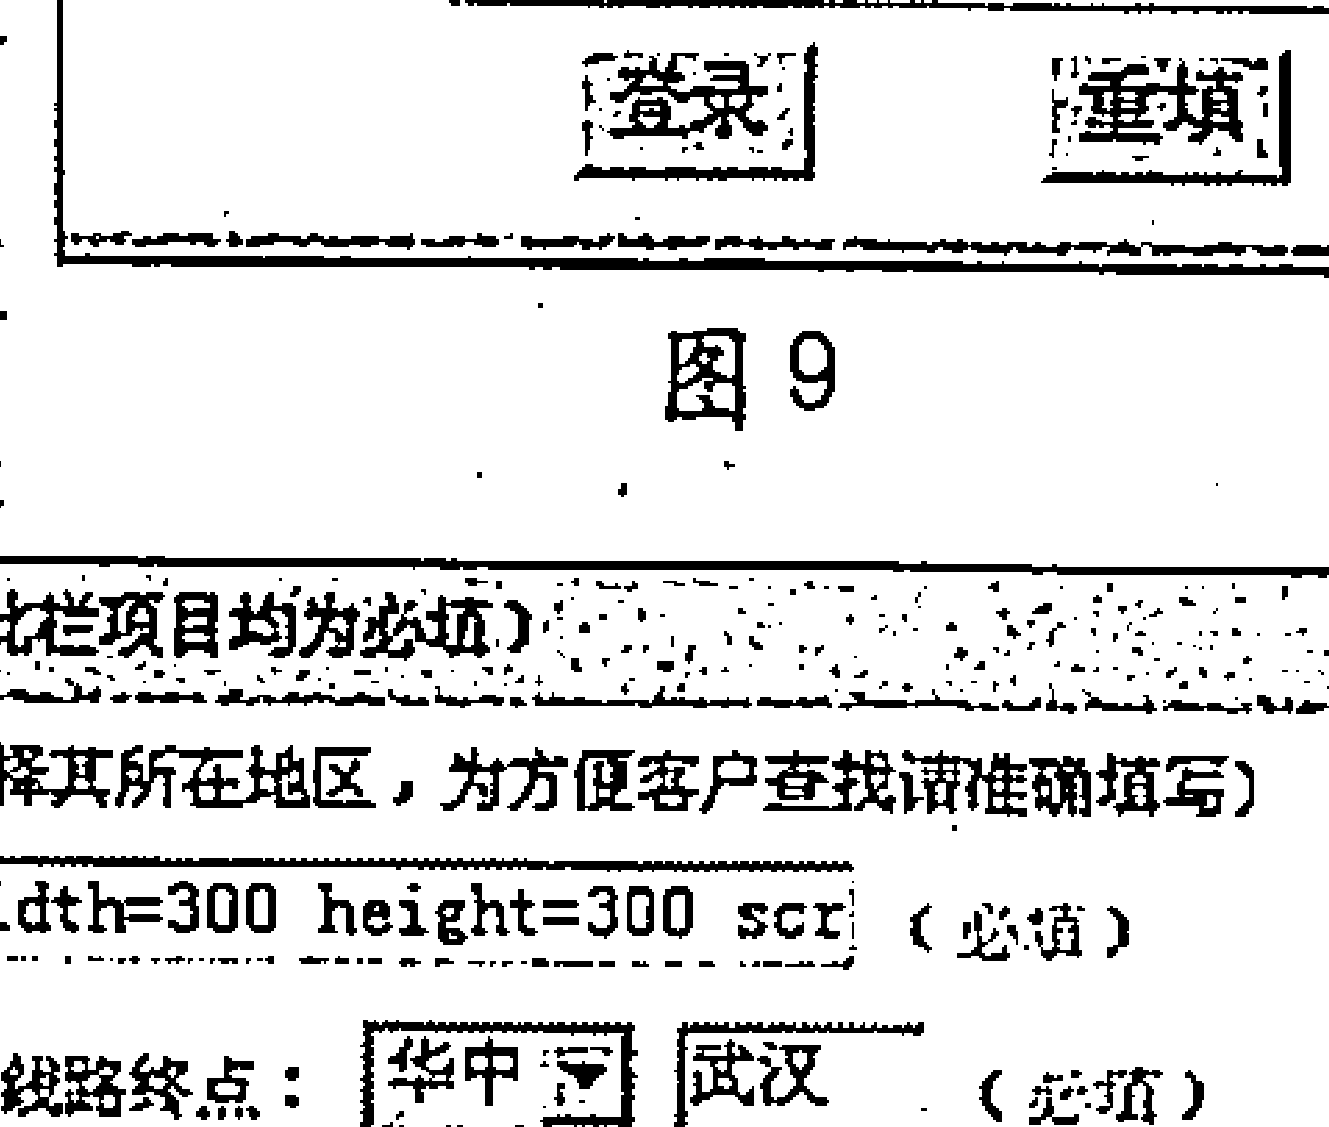 登录 重填
图 9
此栏项目均为必填）
择其所在地区，为方便客户查找请准确填写）
idth=300 height=300 scr （必填）
线路终点： 华中 武汉 （必填）